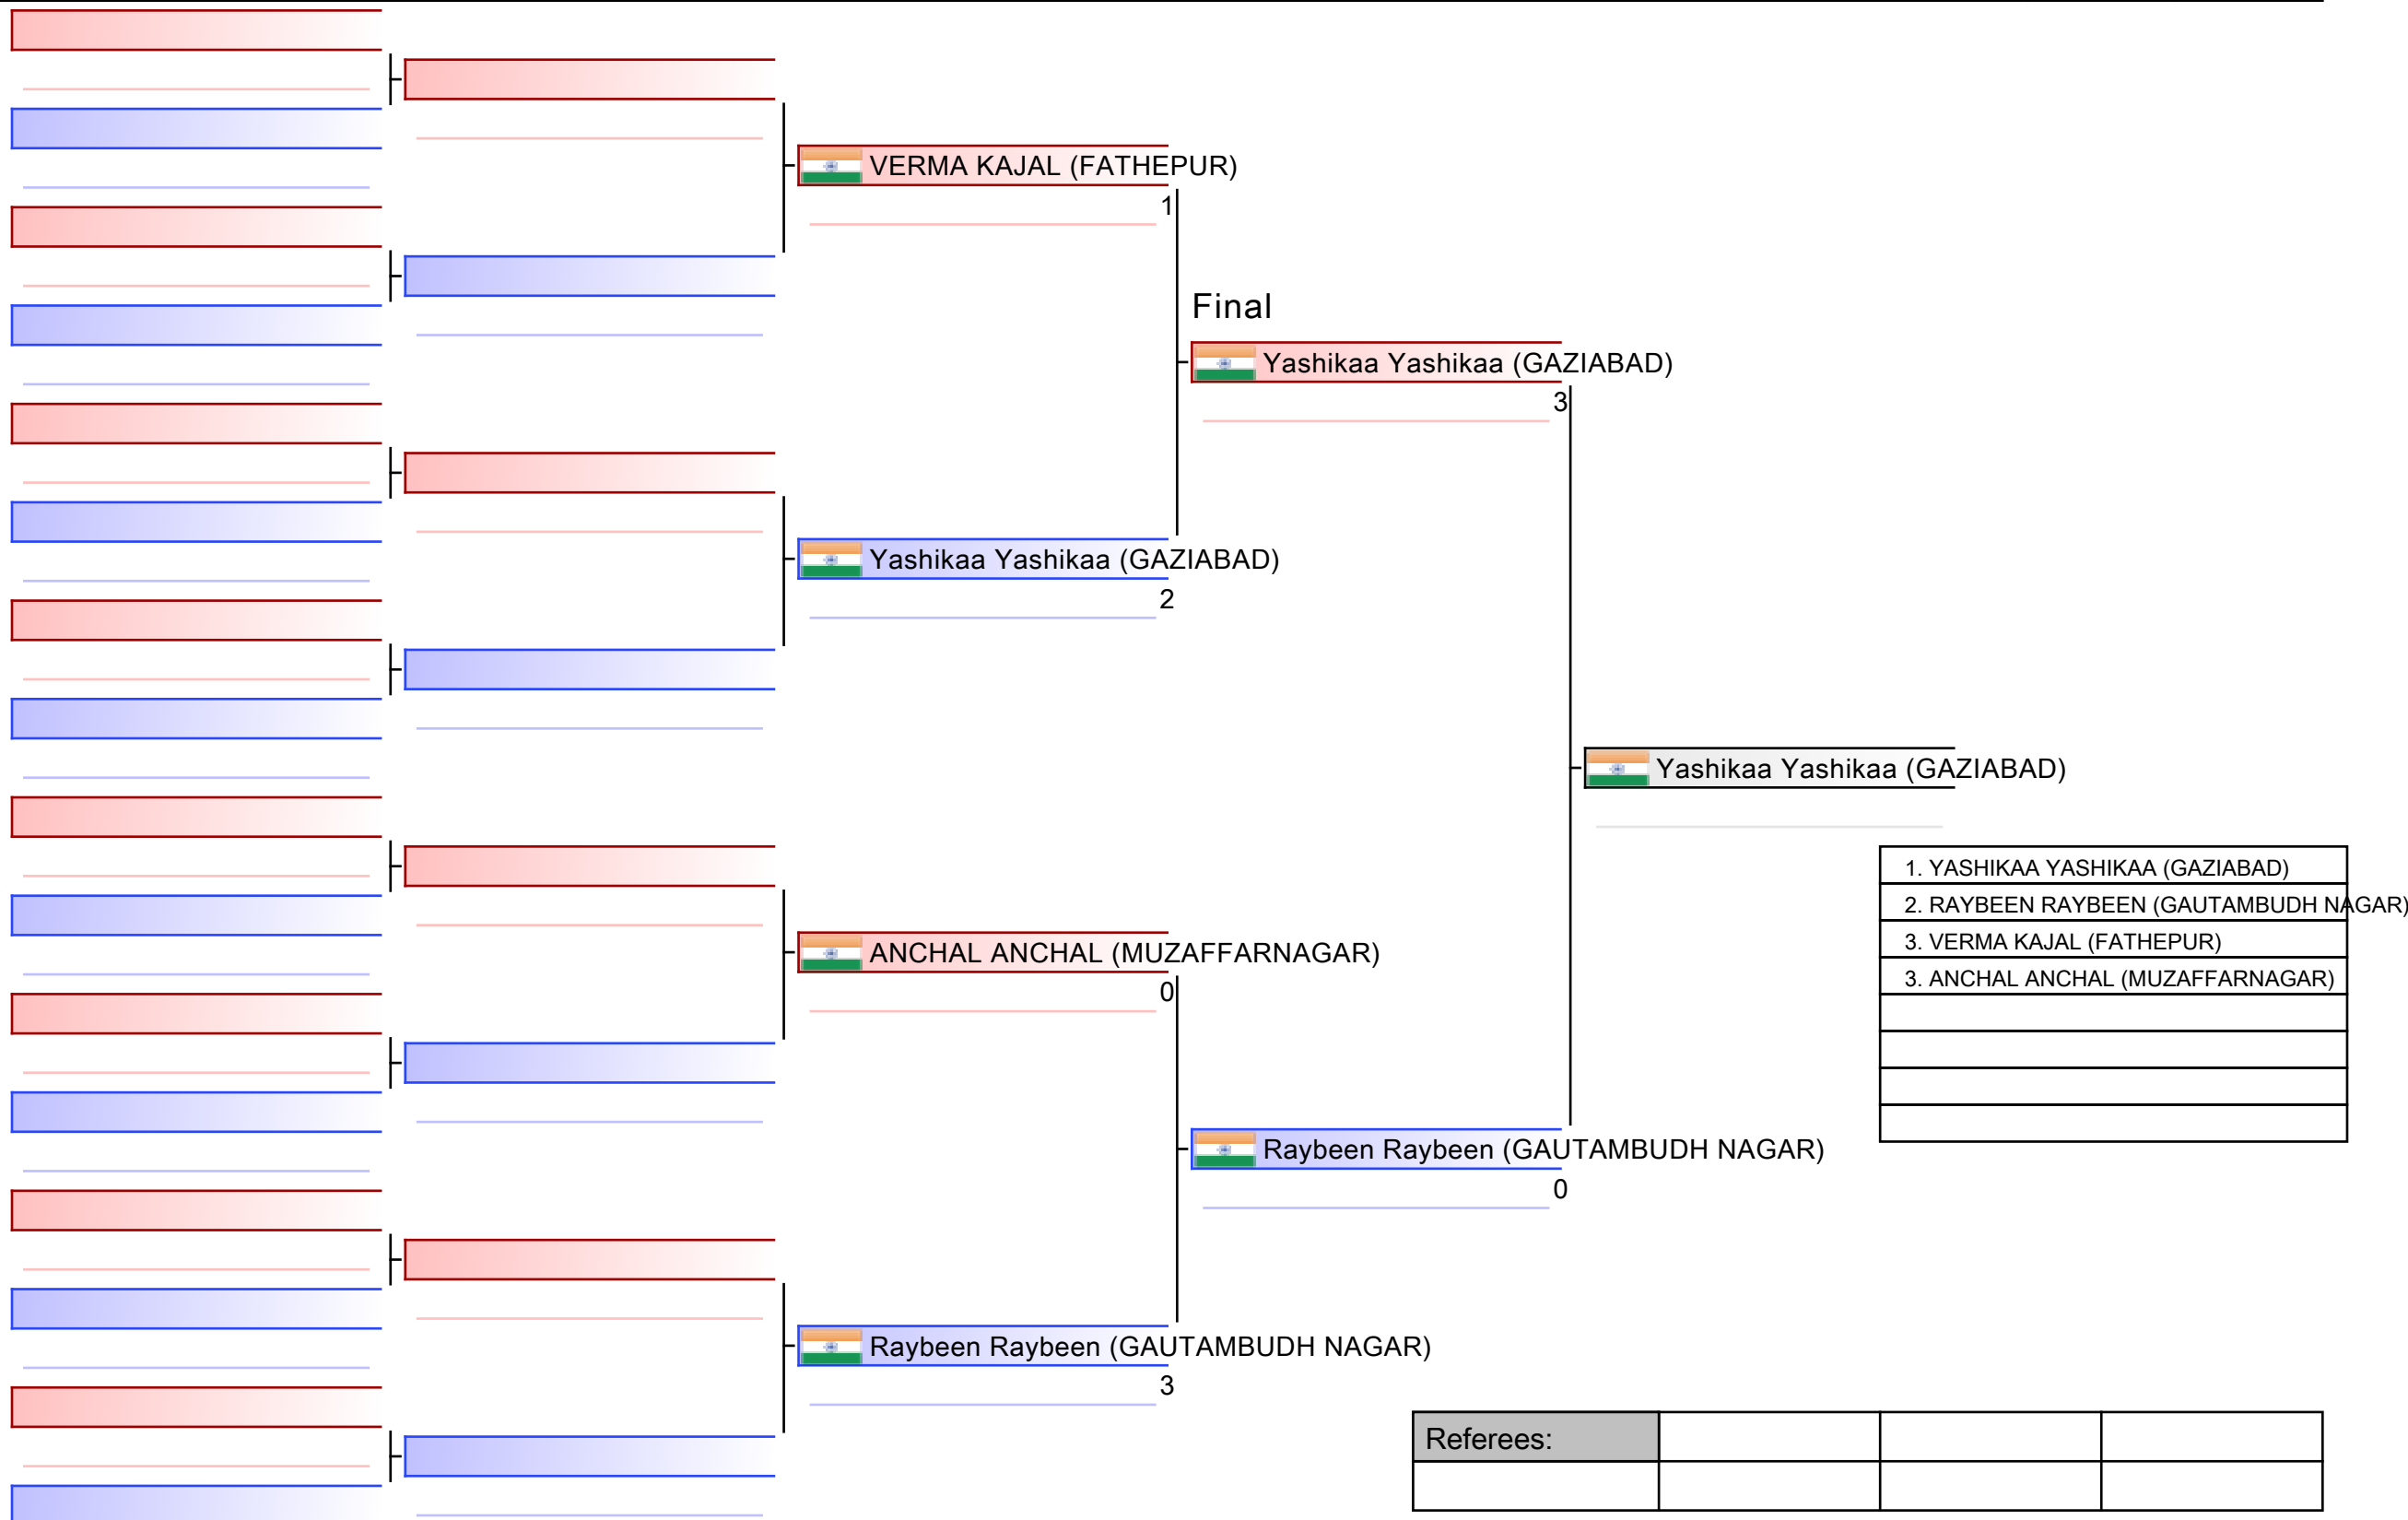 VERMA KAJAL (FATHEPUR)
1
Final
Yashikaa Yashikaa (GAZIABAD)
3
Yashikaa Yashikaa (GAZIABAD)
2
Yashikaa Yashikaa (GAZIABAD)
1. YASHIKAA YASHIKAA (GAZIABAD)
2. RAYBEEN RAYBEEN (GAUTAMBUDH NAGAR)
3. VERMA KAJAL (FATHEPUR)
3. ANCHAL ANCHAL (MUZAFFARNAGAR)
ANCHAL ANCHAL (MUZAFFARNAGAR)
0
Raybeen Raybeen (GAUTAMBUDH NAGAR)
0
Raybeen Raybeen (GAUTAMBUDH NAGAR)
3
Referees: